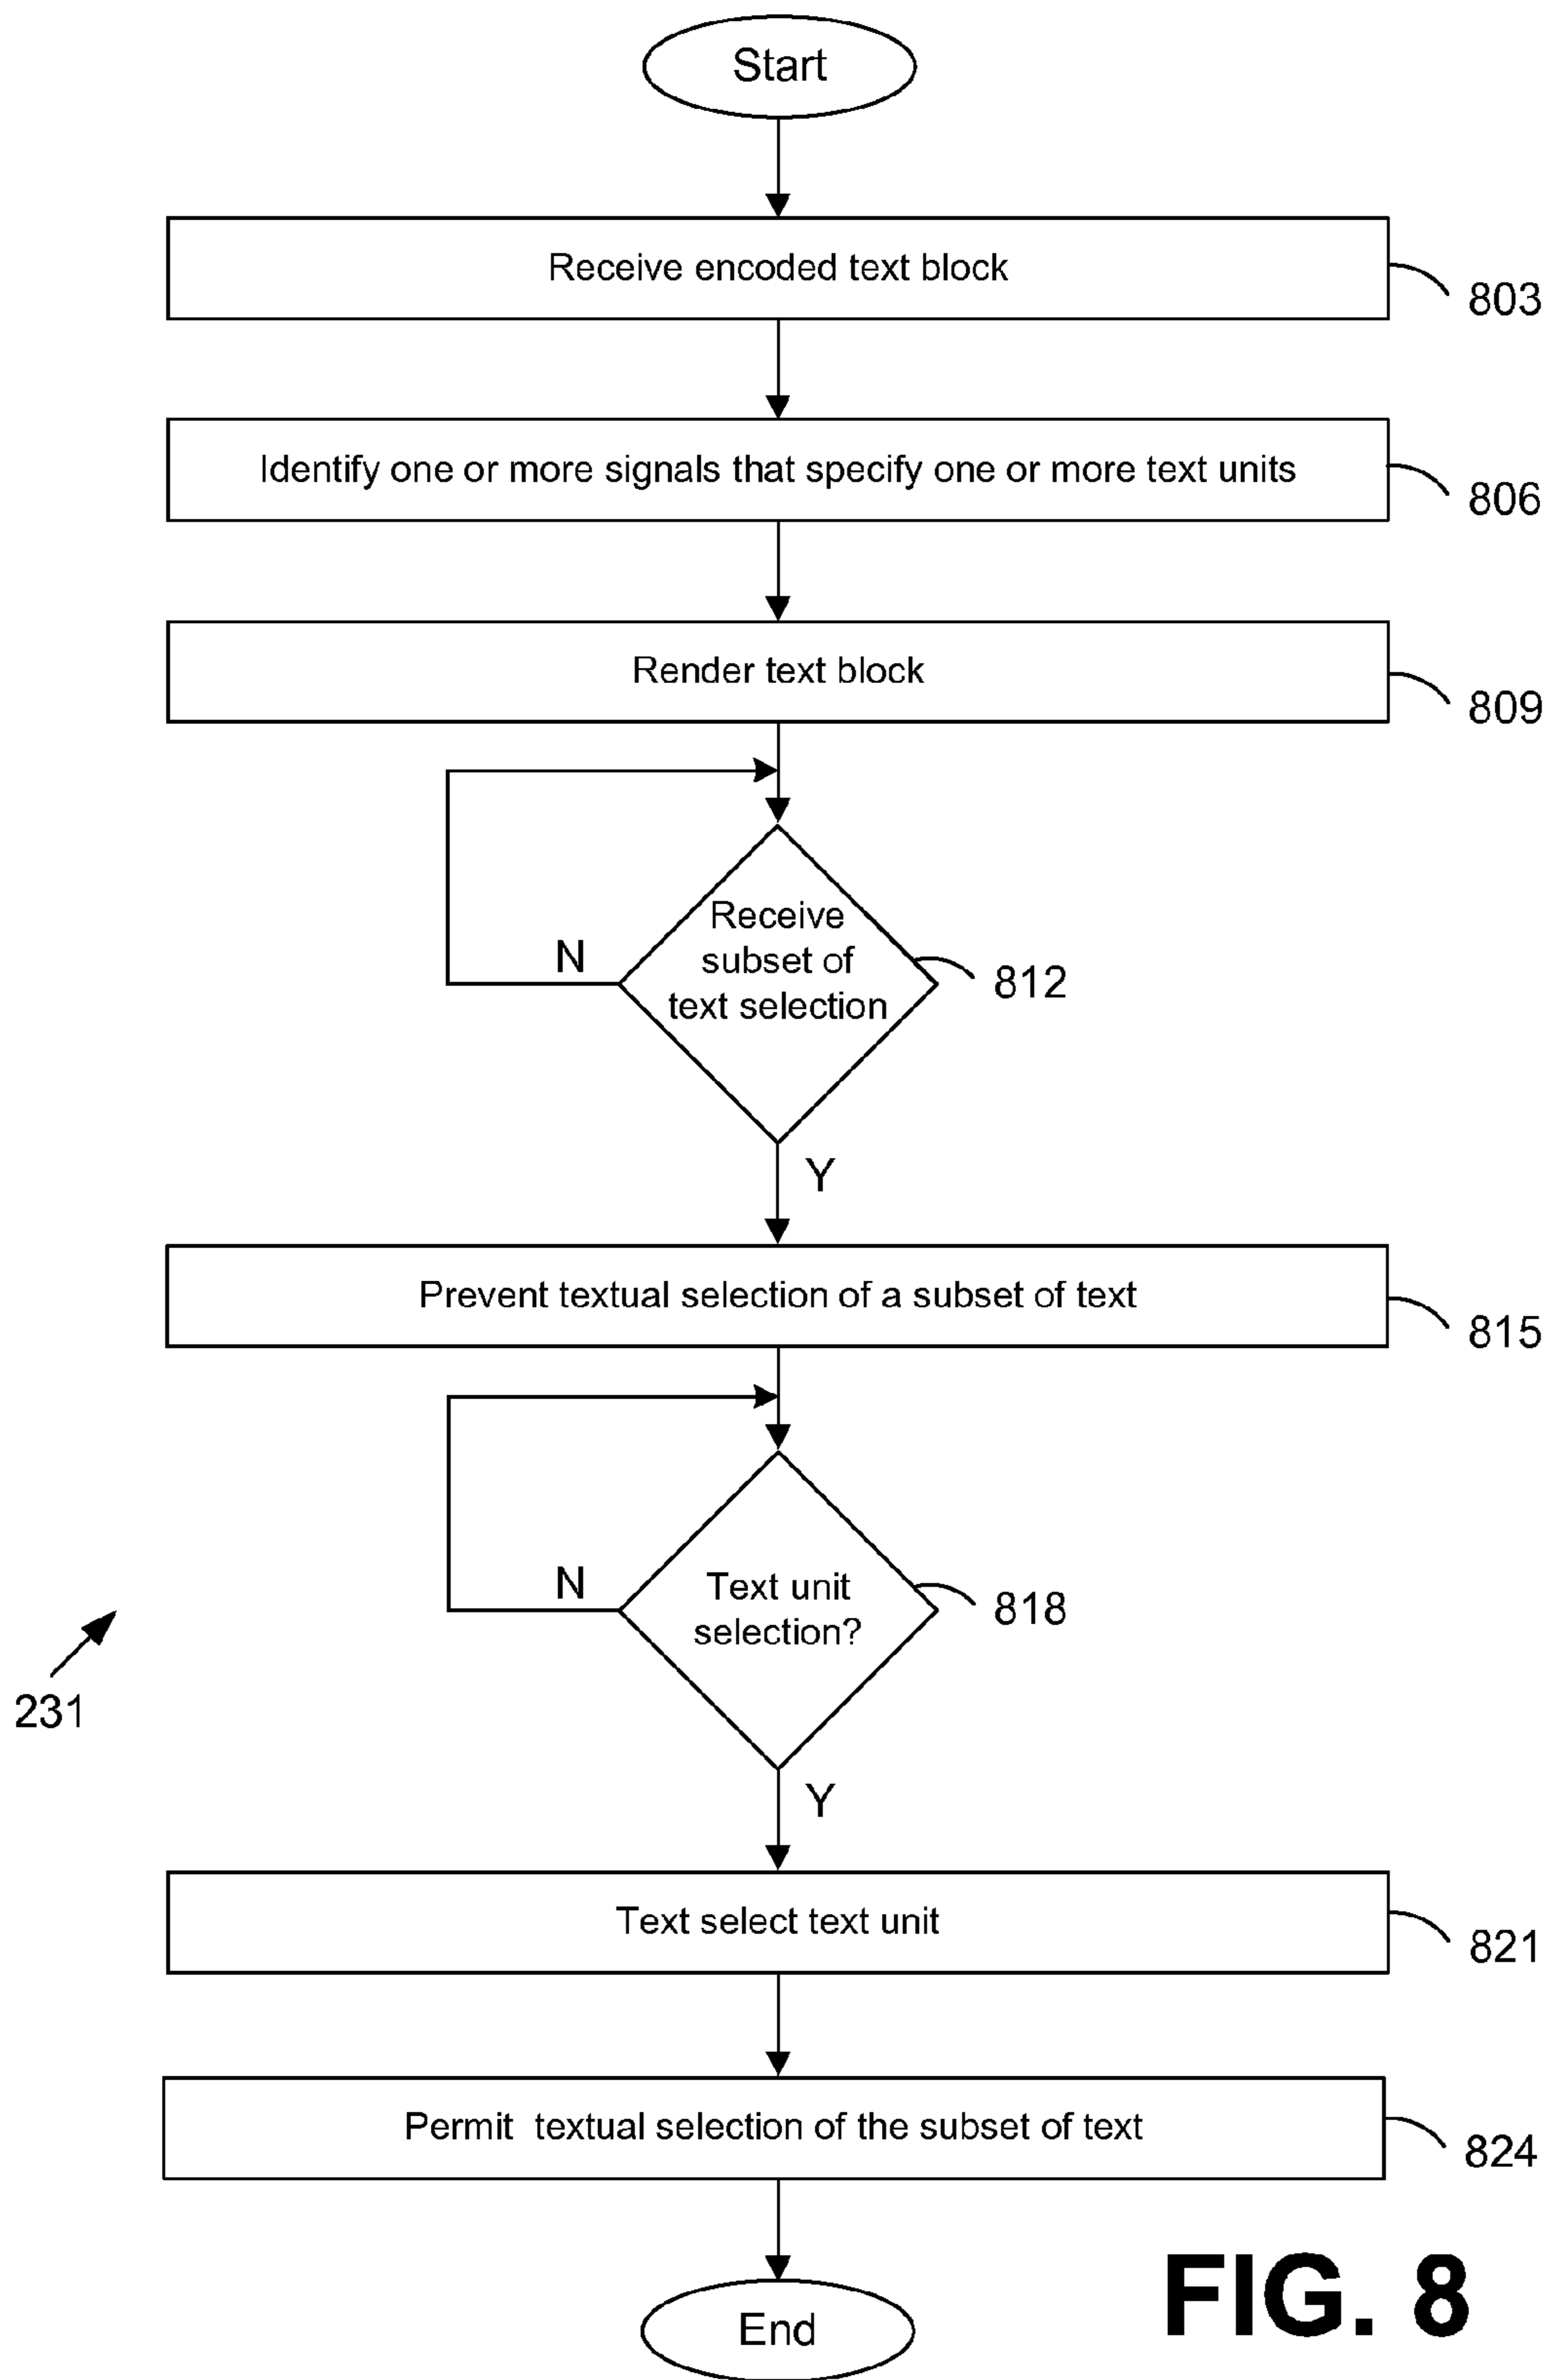 Start
Receive encoded text block
803
Identify one or more signals that specify one or more text units
806
Render text block
809
Receive
subset of
text selection
N
812
Y
Prevent textual selection of a subset of text
815
Text unit
selection?
N
818
231
Y
Text select text unit
821
Permit textual selection of the subset of text
824
End
FIG. 8